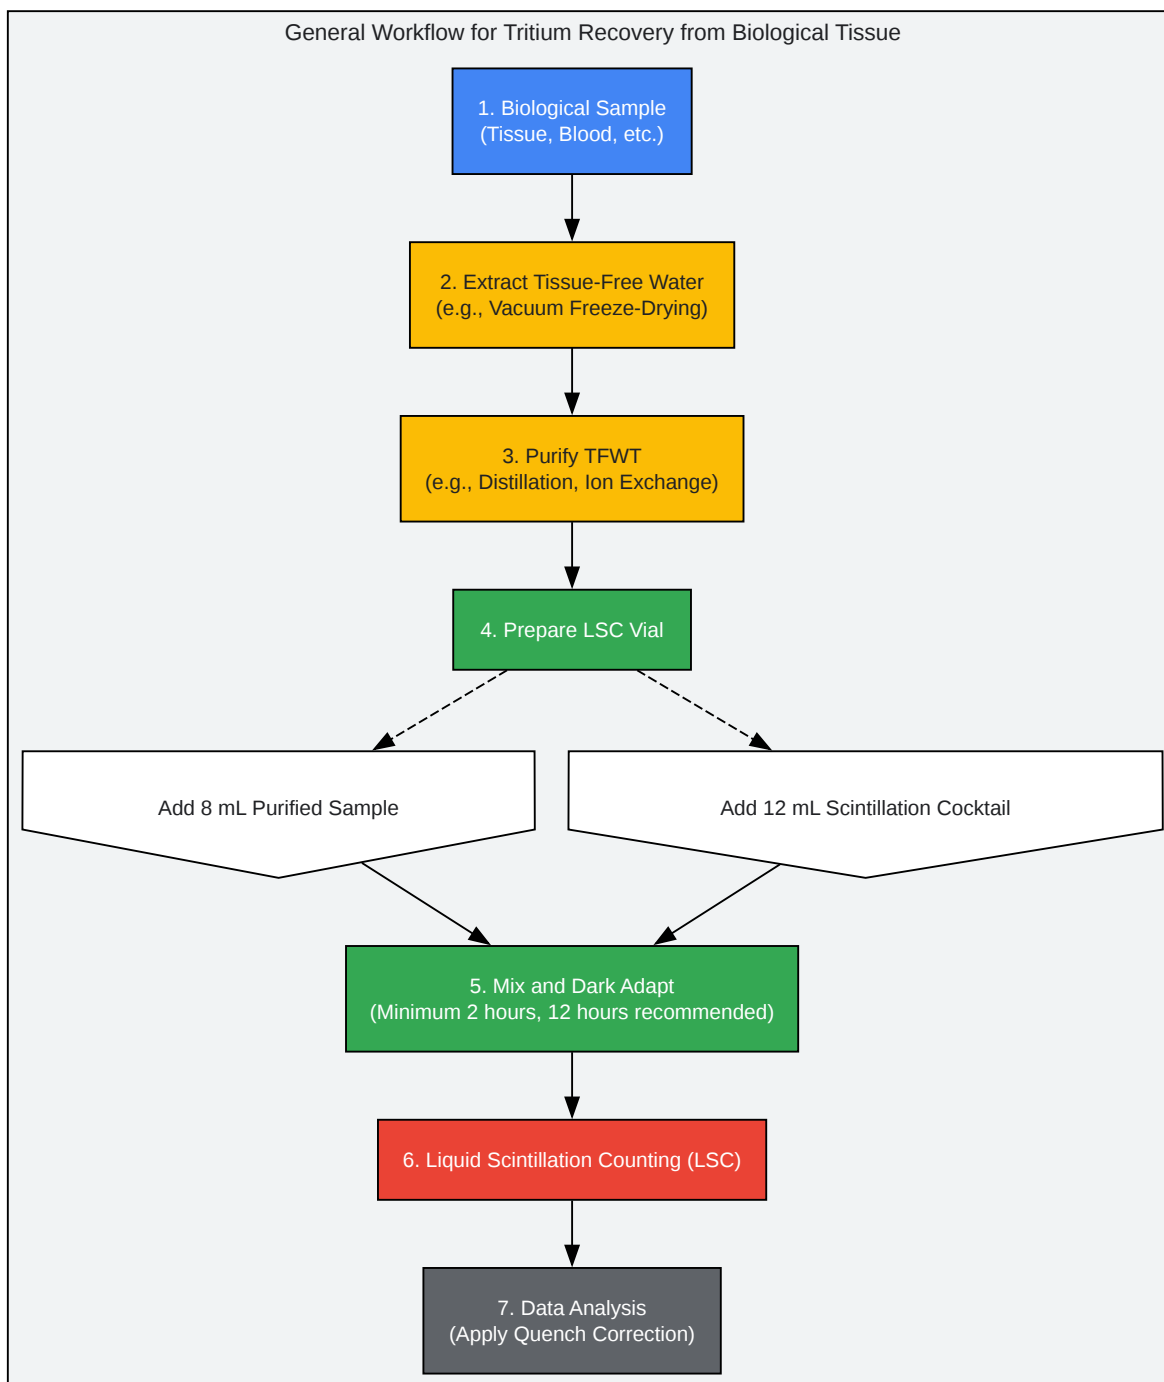 General Workflow for Tritium Recovery from Biological Tissue
1. Biological Sample
(Tissue, Blood, etc.)
2. Extract Tissue-Free Water
(e.g., Vacuum Freeze-Drying)
3. Purify TFWT
(e.g., Distillation, Ion Exchange)
4. Prepare LSC Vial
Add 8 mL Purified Sample
Add 12 mL Scintillation Cocktail
5. Mix and Dark Adapt
(Minimum 2 hours, 12 hours recommended)
6. Liquid Scintillation Counting (LSC)
7. Data Analysis
(Apply Quench Correction)